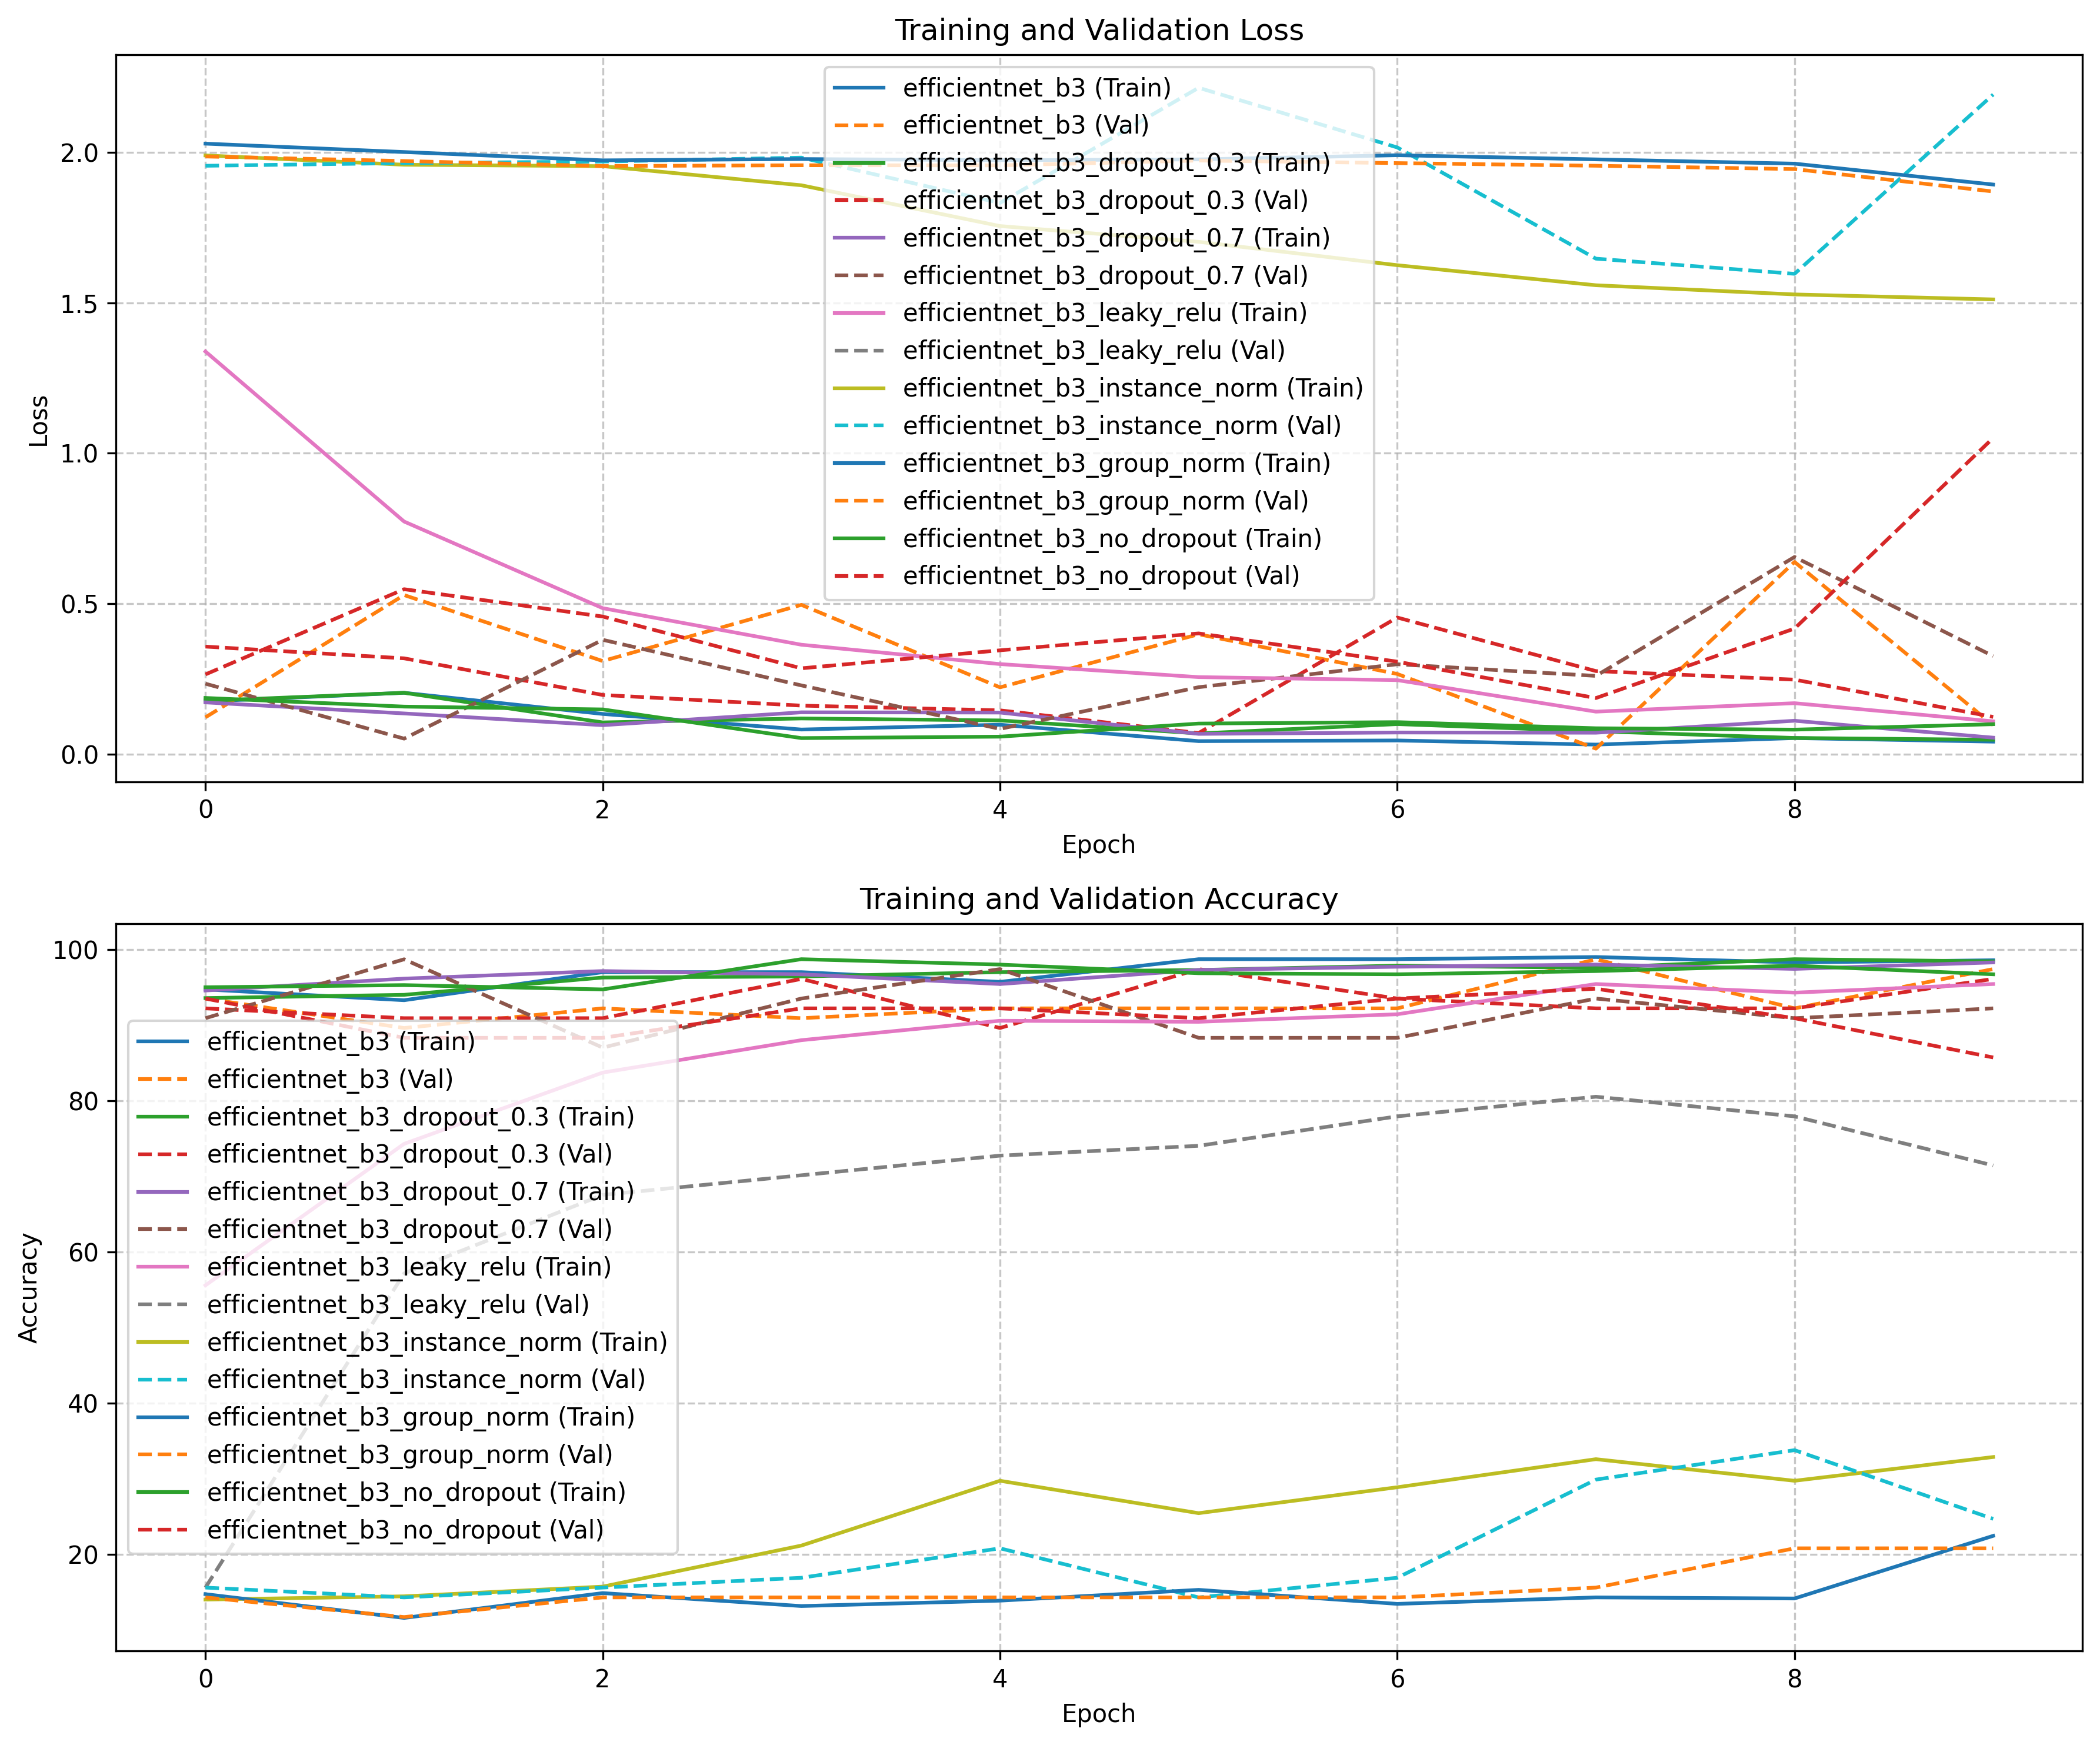 Training and Validation Loss
efficientnet_b3 (Train)
efficientnet_b3 (Val)
efficientnet_b3_dropout_0.3 (Train)
efficientnet_b3_dropout_0.3 (Val)
efficientnet_b3_dropout_0.7 (Train)
efficientnet_b3_dropout_0.7 (Val)
efficientnet_b3_leaky_relu (Train)
efficientnet_b3_leaky_relu (Val)
efficientnet_b3_instance_norm (Train)
efficientnet_b3_instance_norm (Val)
efficientnet_b3_group_norm (Train)
efficientnet_b3_group_norm (Val)
efficientnet_b3_no_dropout (Train)
efficientnet_b3_no_dropout (Val)
2.0
1.5
1.0
0.5
0.0
Loss
0 2 4 6 8
Epoch
Training and Validation Accuracy
100
80
60
40
20
Accuracy
efficientnet_b3 (Train)
efficientnet_b3 (Val)
efficientnet_b3_dropout_0.3 (Train)
efficientnet_b3_dropout_0.3 (Val)
efficientnet_b3_dropout_0.7 (Train)
efficientnet_b3_dropout_0.7 (Val)
efficientnet_b3_leaky_relu (Train)
efficientnet_b3_leaky_relu (Val)
efficientnet_b3_instance_norm (Train)
efficientnet_b3_instance_norm (Val)
efficientnet_b3_group_norm (Train)
efficientnet_b3_group_norm (Val)
efficientnet_b3_no_dropout (Train)
efficientnet_b3_no_dropout (Val)
0 2 4 6 8
Epoch